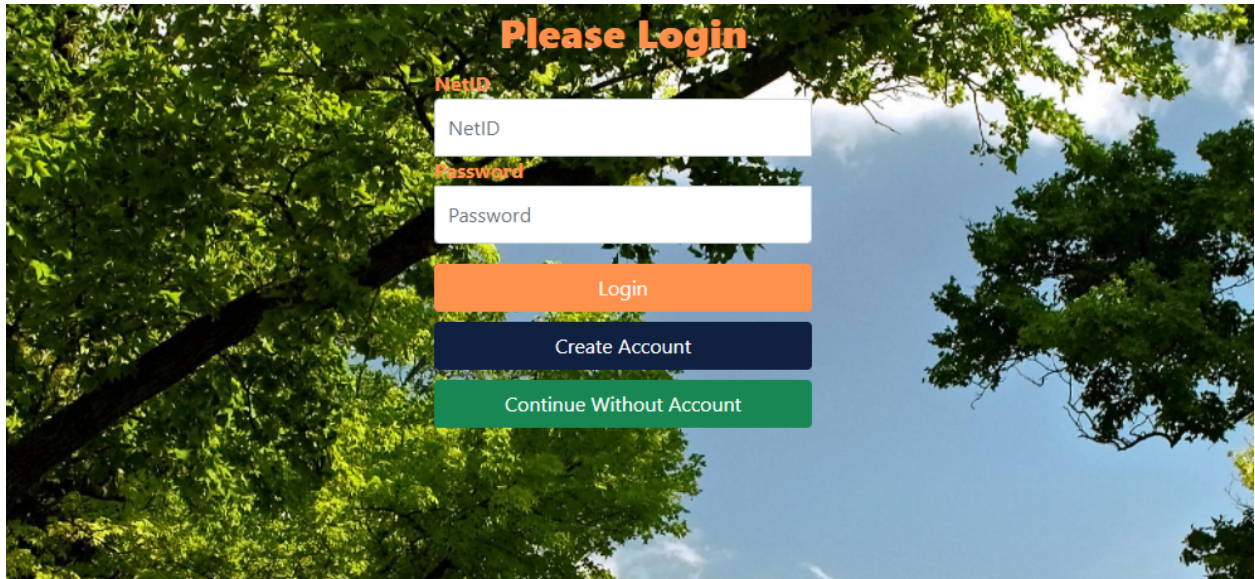 Please Login
NetID
NetID
Password
Password
Login
Create Account
Continue Without Account